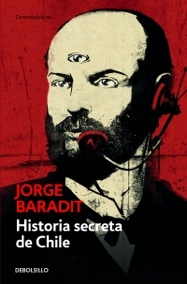 Contemporánea
JORGE
BARADIT
Historia secreta
de Chile
DEBOLSILLO